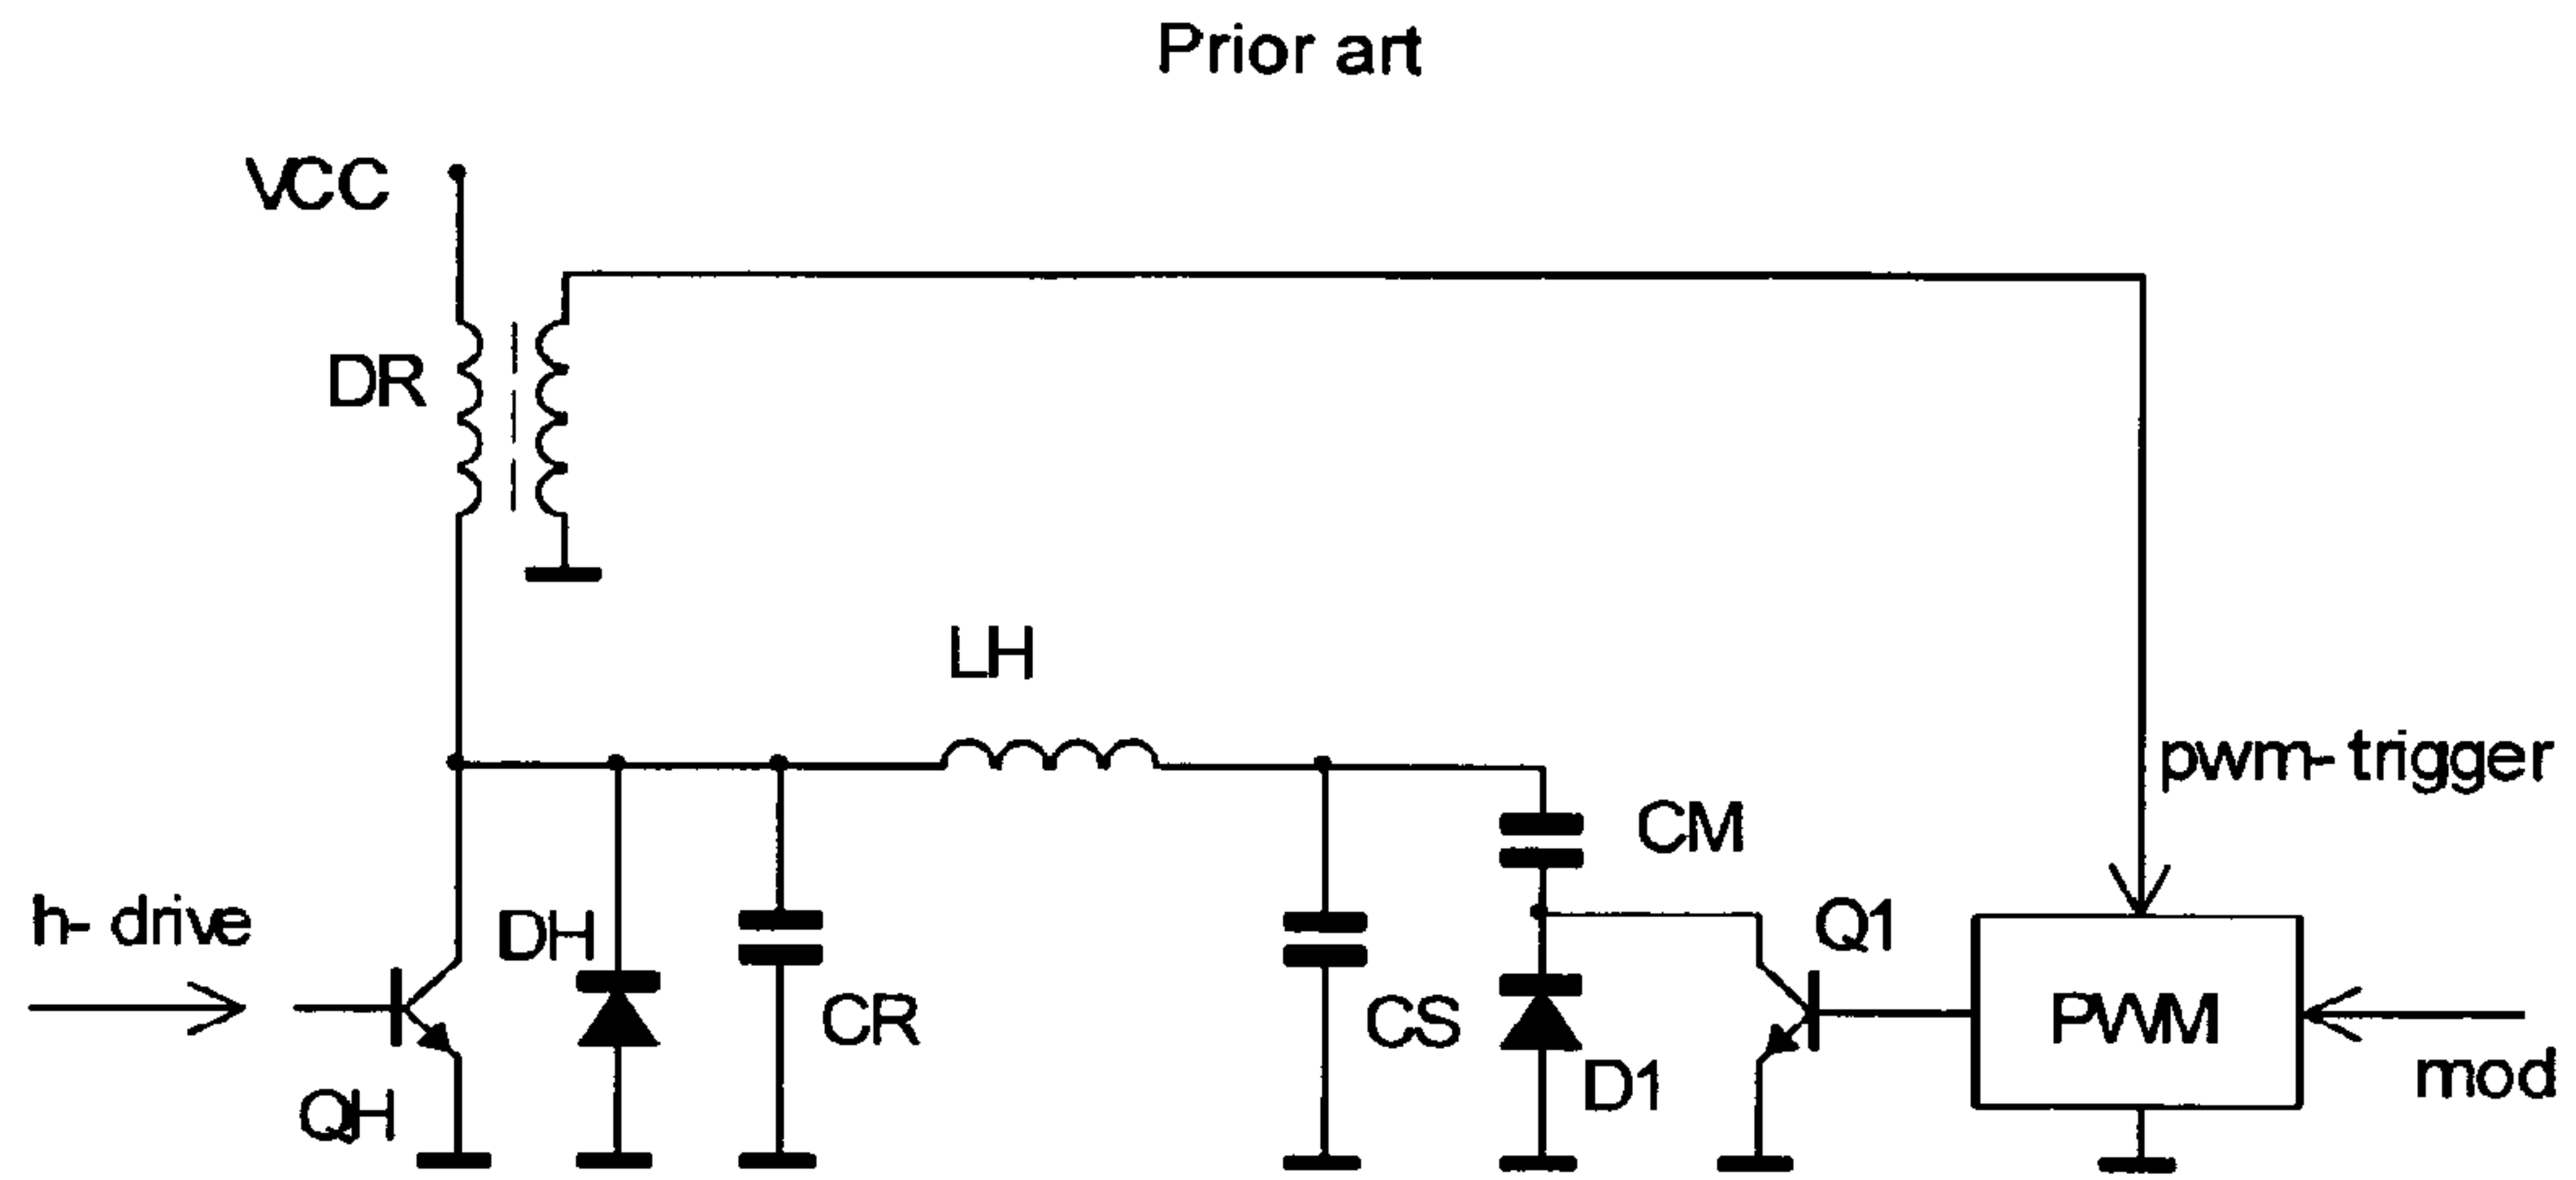 Prior art
VCC
DR
LH
pwm-trigger
CM
h-drive
DH
Q1
CR
CS
PWM
D1
mod
QH